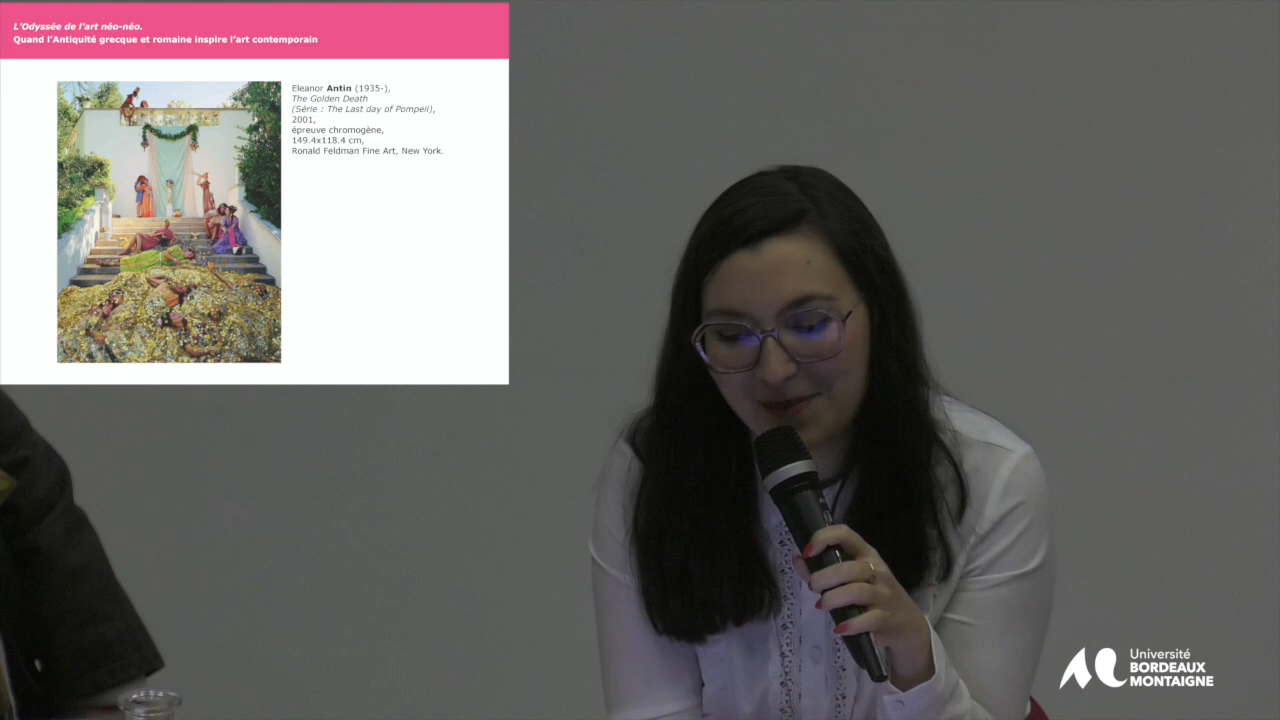 L'Odyssée de l'art néo-néo.
Quand l'Antiquité grecque et romaine inspire l'art contemporain
Eleanor Antin (1935-),
The Golden Death
(Série : The Last day of Pompeii),
2001,
épreuve chromogène,
149.4x118.4 cm,
Ronald Feldman Fine Art, New York.
Université
BORDEAUX
MONTAIGNE